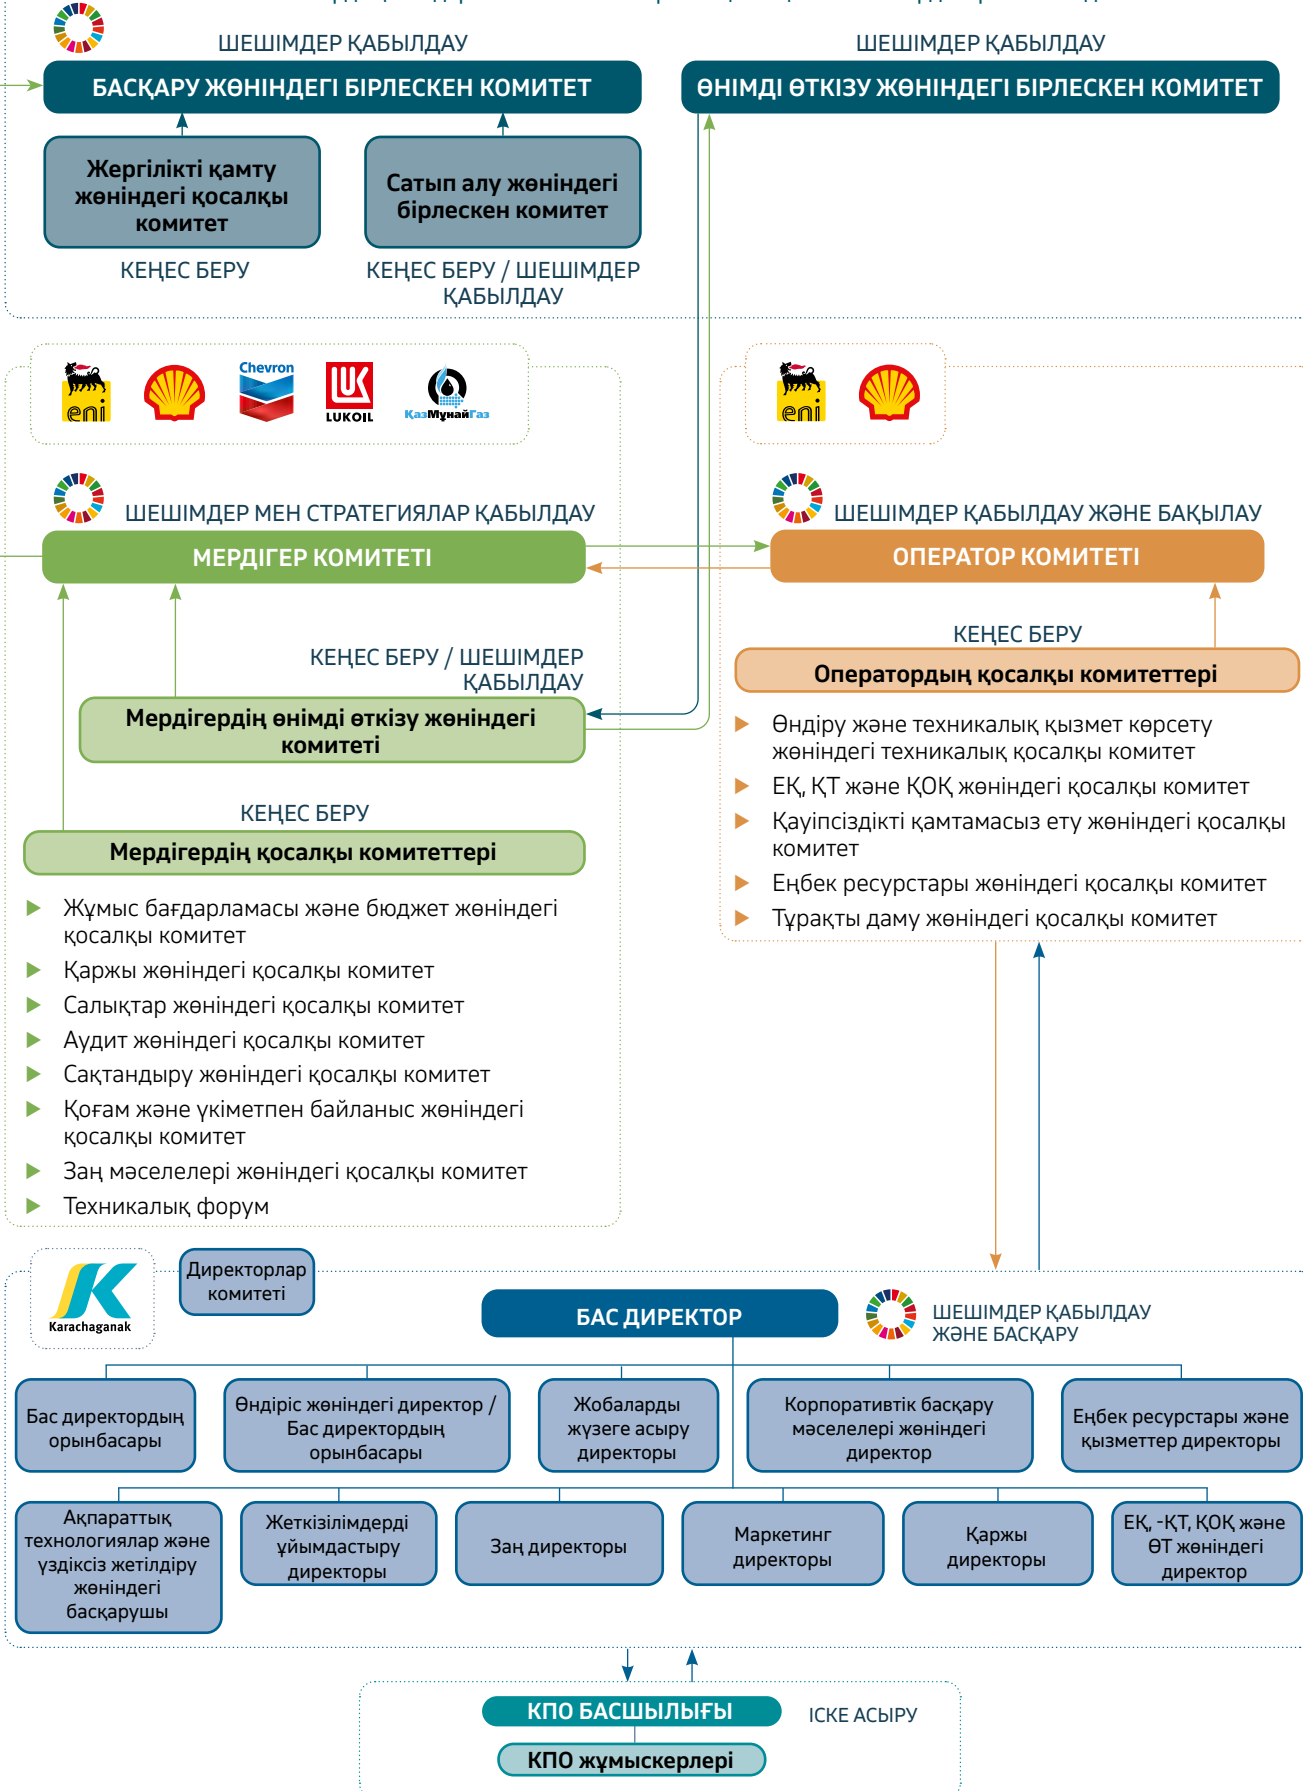 ШЕШІМДЕР ҚАБЫЛДАУ
БАСҚАРУ ЖӨНІНДЕГІ БІРЛЕСКЕН КОМИТЕТ
Жергілікті қамту
жөніндегі қосалқы
комитет
КЕҢЕС БЕРУ
Сатып алу жөніндегі
бірлескен комитет
КЕҢЕС БЕРУ / ШЕШІМДЕР
ҚАБЫЛДАУ
ШЕШІМДЕР ҚАБЫЛДАУ
ӨНІМДІ ӨТКІЗУ ЖӨНІНДЕГІ БІРЛЕСКЕН КОМИТЕТ
eni
Chevron
LUK
LUKOIL
ҚазМұнайГаз
ШЕШІМДЕР МЕН СТРАТЕГИЯЛАР ҚАБЫЛДАУ
МЕРДІГЕР КОМИТЕТІ
КЕҢЕС БЕРУ / ШЕШІМДЕР
ҚАБЫЛДАУ
Мердігердің өнімді өткізу жөніндегі
комитеті
КЕҢЕС БЕРУ
Мердігердің қосалқы комитеттері
Жұмыс бағдарламасы және бюджет жөніндегі
қосалқы комитет
Қаржы жөніндегі қосалқы комитет
Салықтар жөніндегі қосалқы комитет
Аудит жөніндегі қосалқы комитет
Сақтандыру жөніндегі қосалқы комитет
Қоғам және үкіметпен байланыс жөніндегі
қосалқы комитет
Заң мәселелері жөніндегі қосалқы комитет
Техникалық форум
eni
ШЕШІМДЕР ҚАБЫЛДАУ ЖӘНЕ БАҚЫЛАУ
ОПЕРАТОР КОМИТЕТІ
КЕҢЕС БЕРУ
Оператордың қосалқы комитеттері
Өндіру және техникалық қызмет көрсету
жөніндегі техникалық қосалқы комитет
ЕҚ, ҚТ және ҚОҚ жөніндегі қосалқы комитет
Қауіпсіздікті қамтамасыз ету жөніндегі қосалқы
комитет
Еңбек ресурстары жөніндегі қосалқы комитет
Тұрақты даму жөніндегі қосалқы комитет
Karachaganak
Директорлар
комитеті
БАС ДИРЕКТОР
ШЕШІМДЕР ҚАБЫЛДАУ
ЖӘНЕ БАСҚАРУ
Бас директордың
орынбасары
Өндіріс жөніндегі директор /
Бас директордың
орынбасары
Жобаларды
жүзеге асыру
директоры
Корпоративтік басқару
мәселелері жөніндегі
директор
Еңбек ресурстары және
қызметтер директоры
Ақпараттық
технологиялар және
үздіксіз жетілдіру
жөніндегі
басқарушы
Жеткізілімдерді
ұйымдастыру
директоры
Заң директоры
Маркетинг
директоры
Қаржы
директоры
ЕҚ, -ҚТ, ҚОҚ және
ӨТ жөніндегі
директор
КПО БАСШЫЛЫҒЫ
ІСКЕ АСЫРУ
КПО жұмыскерлері